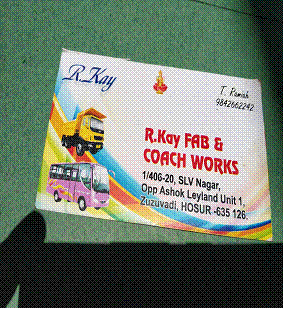 R.Kay
T. Ramiah
9842662242
R.Kay FAB &
COACH WORKS
1/406-20, SLV Nagar,
Opp Ashok Leyland Unit 1,
Zuzuvadi, HOSUR -635 126.